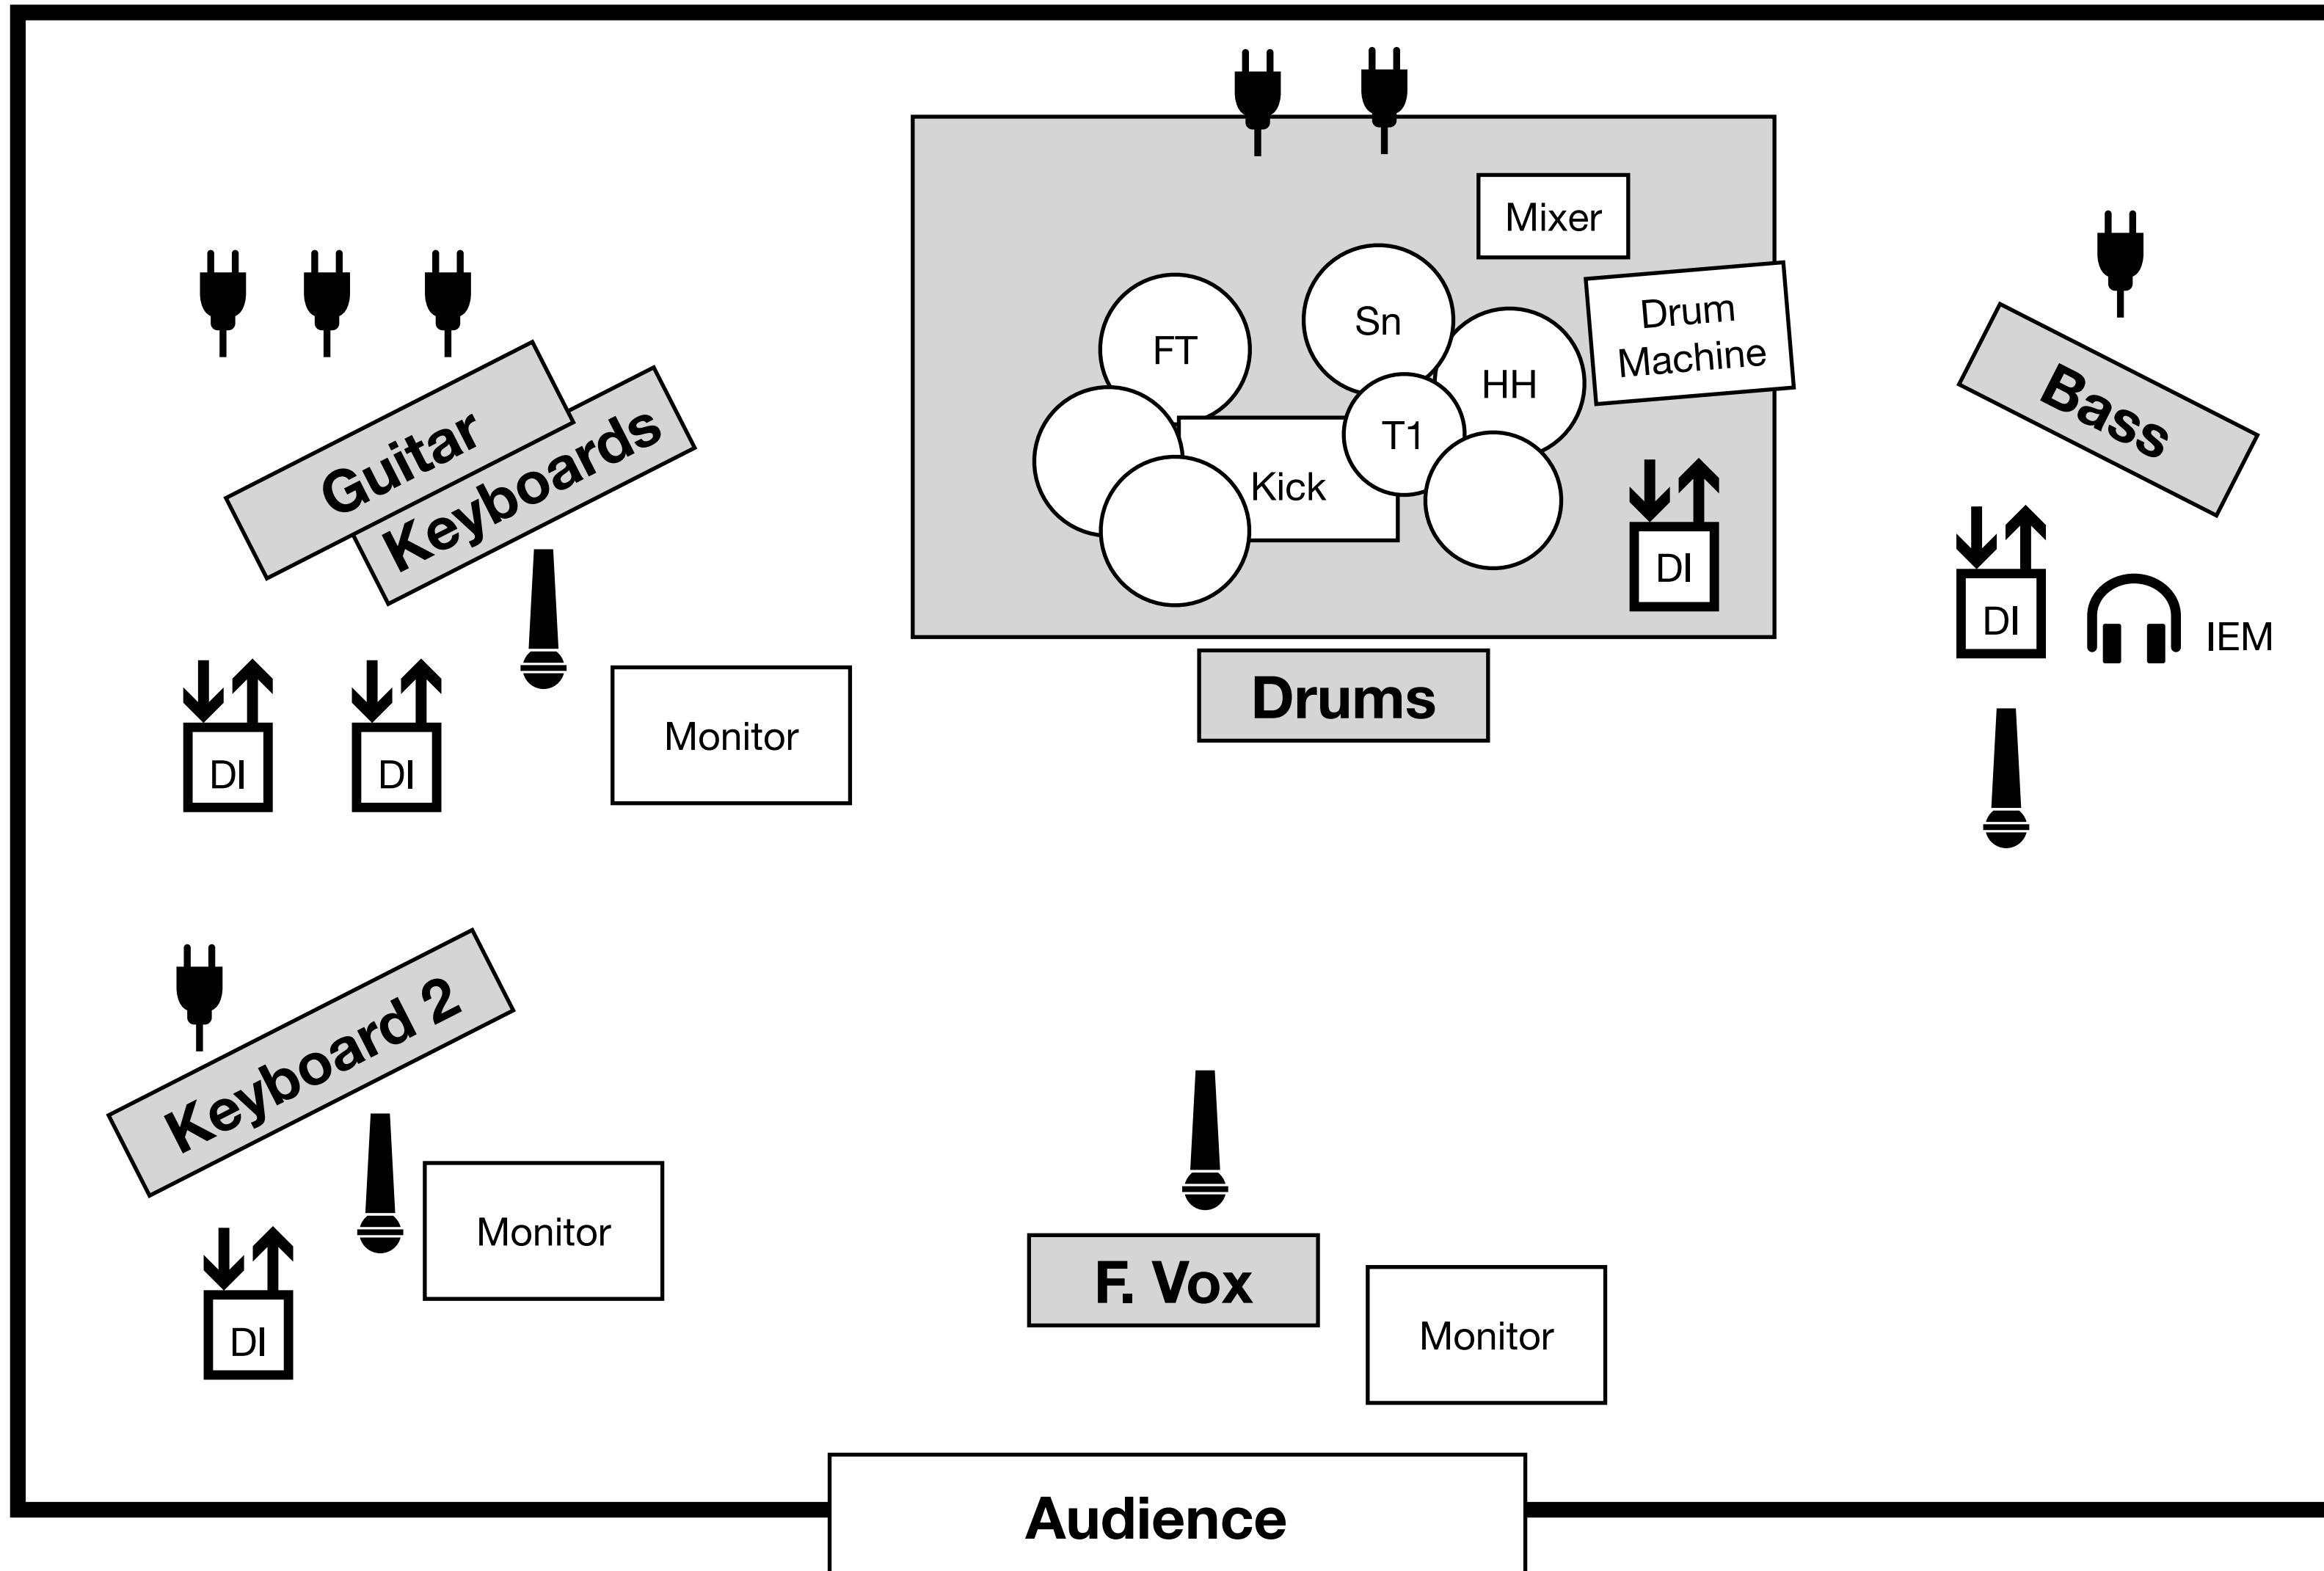 Mixer
Drum
Machine
Sn
FT
HH
T1
Kick
DI
Drums
Guitar
Keyboards
DI
DI
Monitor
Bass
DI
IEM
Keyboard 2
Monitor
DI
F. Vox
Monitor
Audience